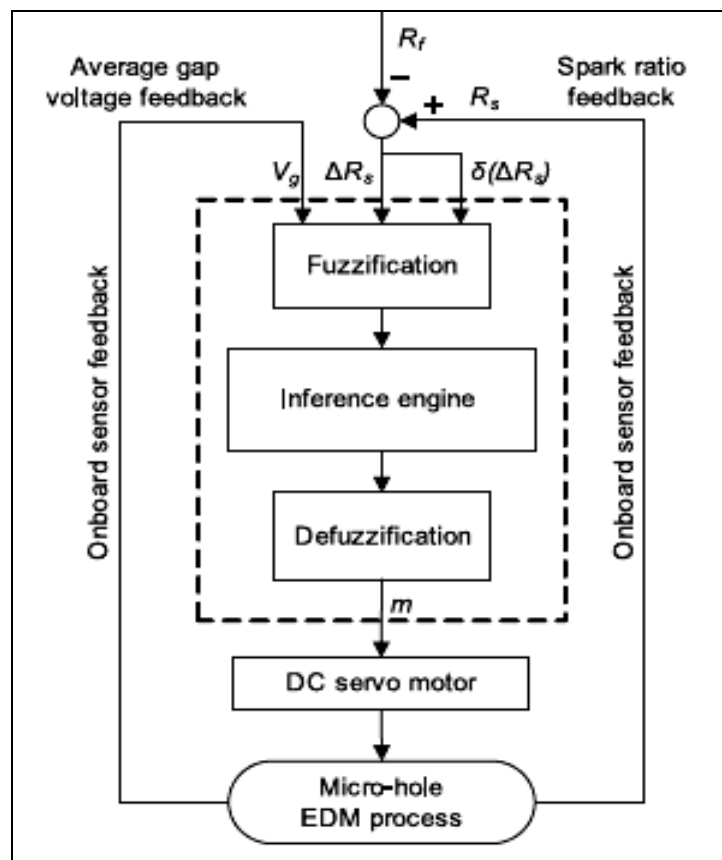 R_f
−
Average gap
voltage feedback
Spark ratio
feedback
+
R_s
V_g
ΔR_s
δ(ΔR_s)
Fuzzification
Inference engine
Defuzzification
m
DC servo motor
Micro-hole
EDM process
Onboard sensor feedback
Onboard sensor feedback